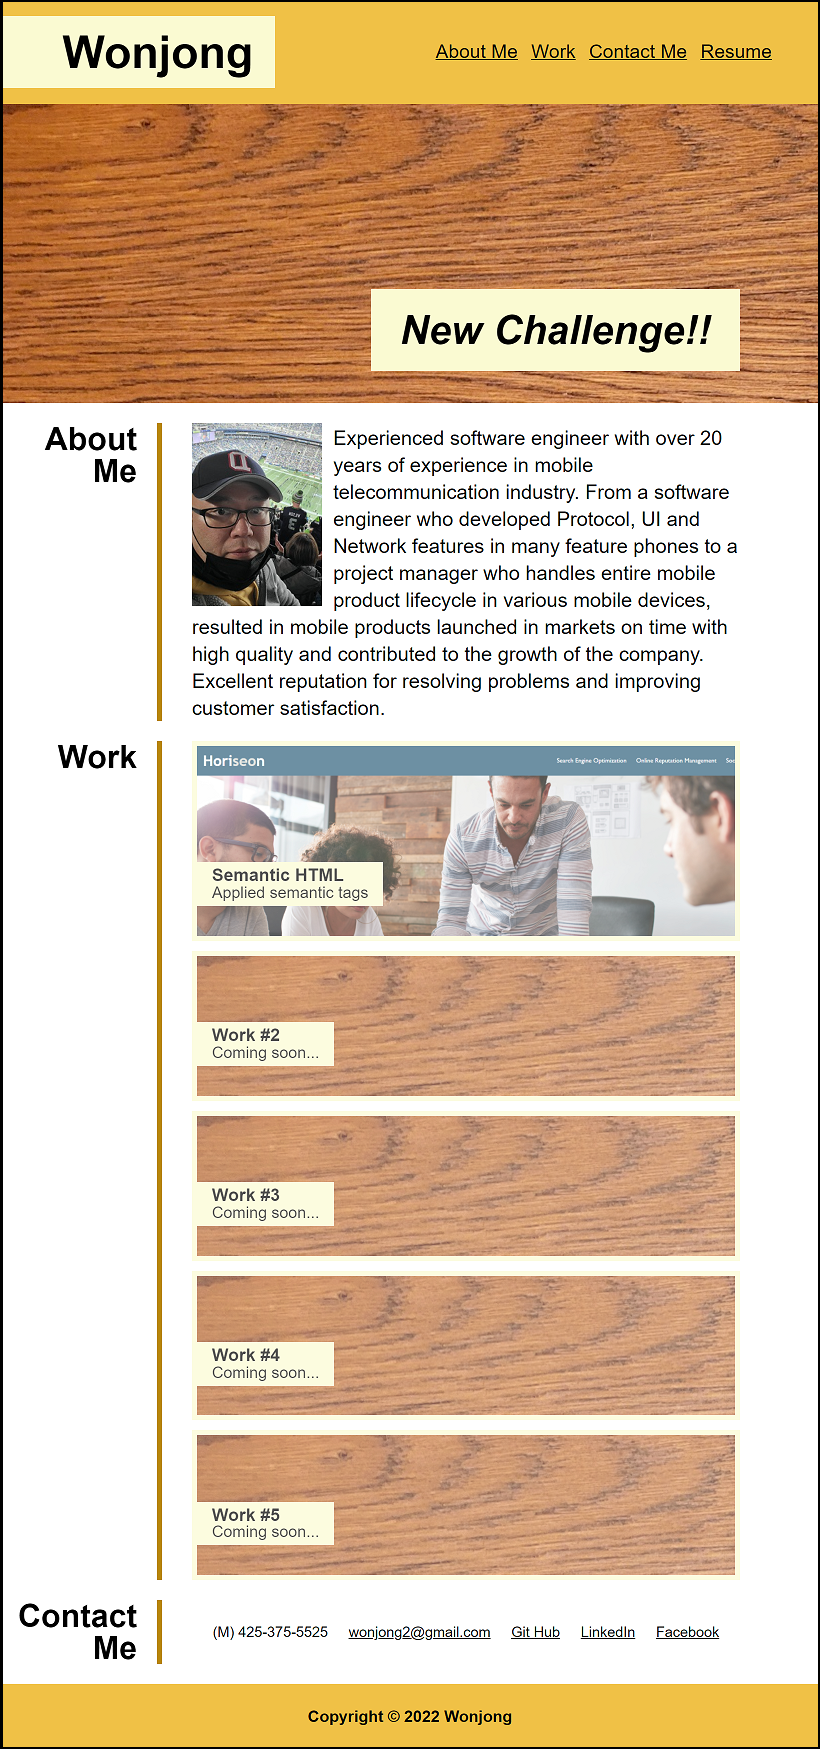 Wonjong
About Me Work Contact Me Resume
New Challenge!!
About
Me
Experienced software engineer with over 20
years of experience in mobile
telecommunication industry. From a software
engineer who developed Protocol, UI and
Network features in many feature phones to a
project manager who handles entire mobile
product lifecycle in various mobile devices,
resulted in mobile products launched in markets on time with
high quality and contributed to the growth of the company.
Excellent reputation for resolving problems and improving
customer satisfaction.
Work
Horiseon
Search Engine Optimization Online Reputation Management Soc
Semantic HTML
Applied semantic tags
Work #2
Coming soon...
Work #3
Coming soon...
Work #4
Coming soon...
Work #5
Coming soon...
Contact
Me
(M) 425-375-5525 wonjong2@gmail.com Git Hub LinkedIn Facebook
Copyright © 2022 Wonjong